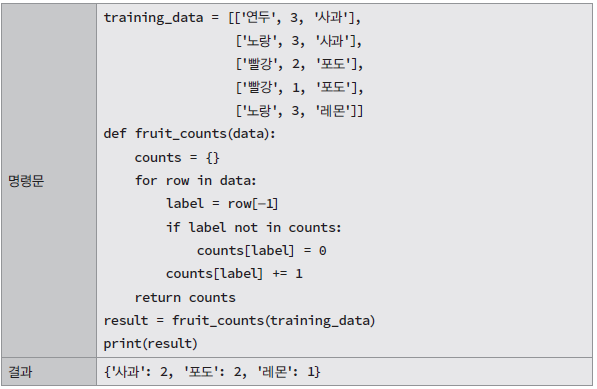 명령문
training_data = [['연두', 3, '사과'],
['노랑', 3, '사과'],
['빨강', 2, '포도'],
['빨강', 1, '포도'],
['노랑', 3, '레몬']]
def fruit_counts(data):
    counts = {}
    for row in data:
        label = row[-1]
        if label not in counts:
            counts[label] = 0
        counts[label] += 1
    return counts
result = fruit_counts(training_data)
print(result)
결과
{'사과': 2, '포도': 2, '레몬': 1}